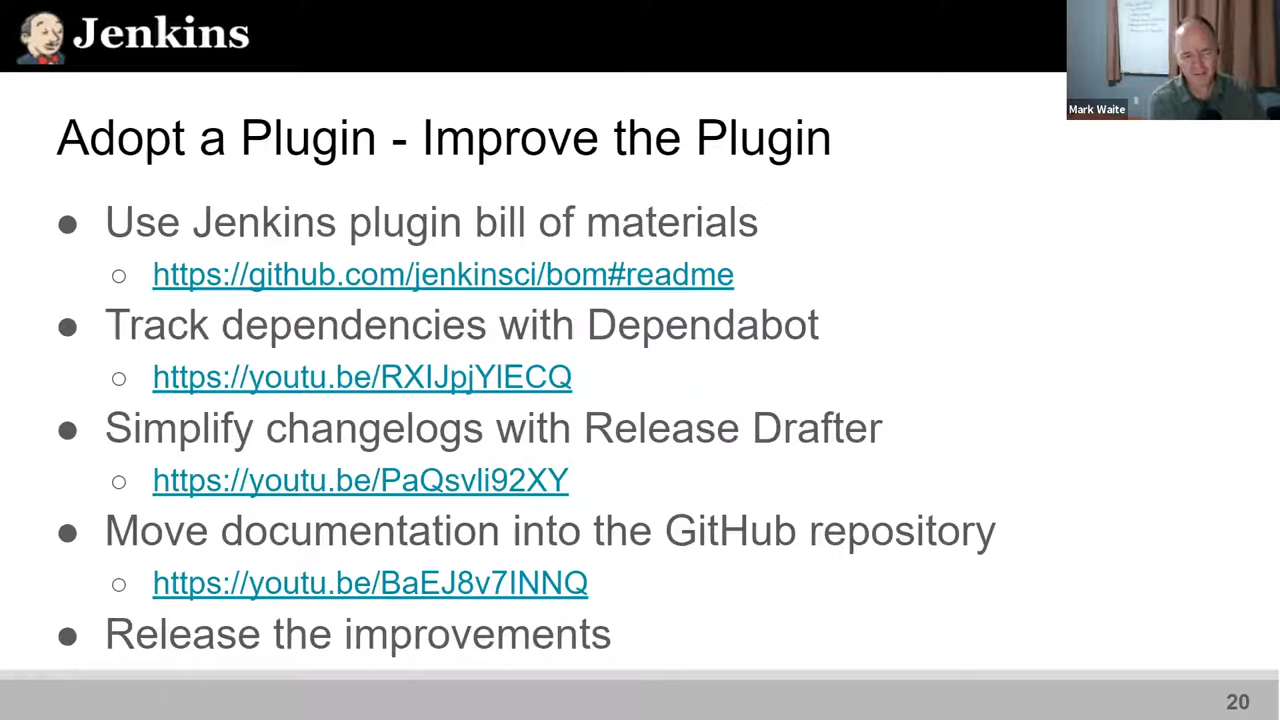 Jenkins
Mark Waite
Adopt a Plugin - Improve the Plugin
● Use Jenkins plugin bill of materials
○ https://github.com/jenkinsci/bom#readme
● Track dependencies with Dependabot
○ https://youtu.be/RXIJpjYlECQ
● Simplify changelogs with Release Drafter
○ https://youtu.be/PaQsvli92XY
● Move documentation into the GitHub repository
○ https://youtu.be/BaEJ8v7INNQ
● Release the improvements
20